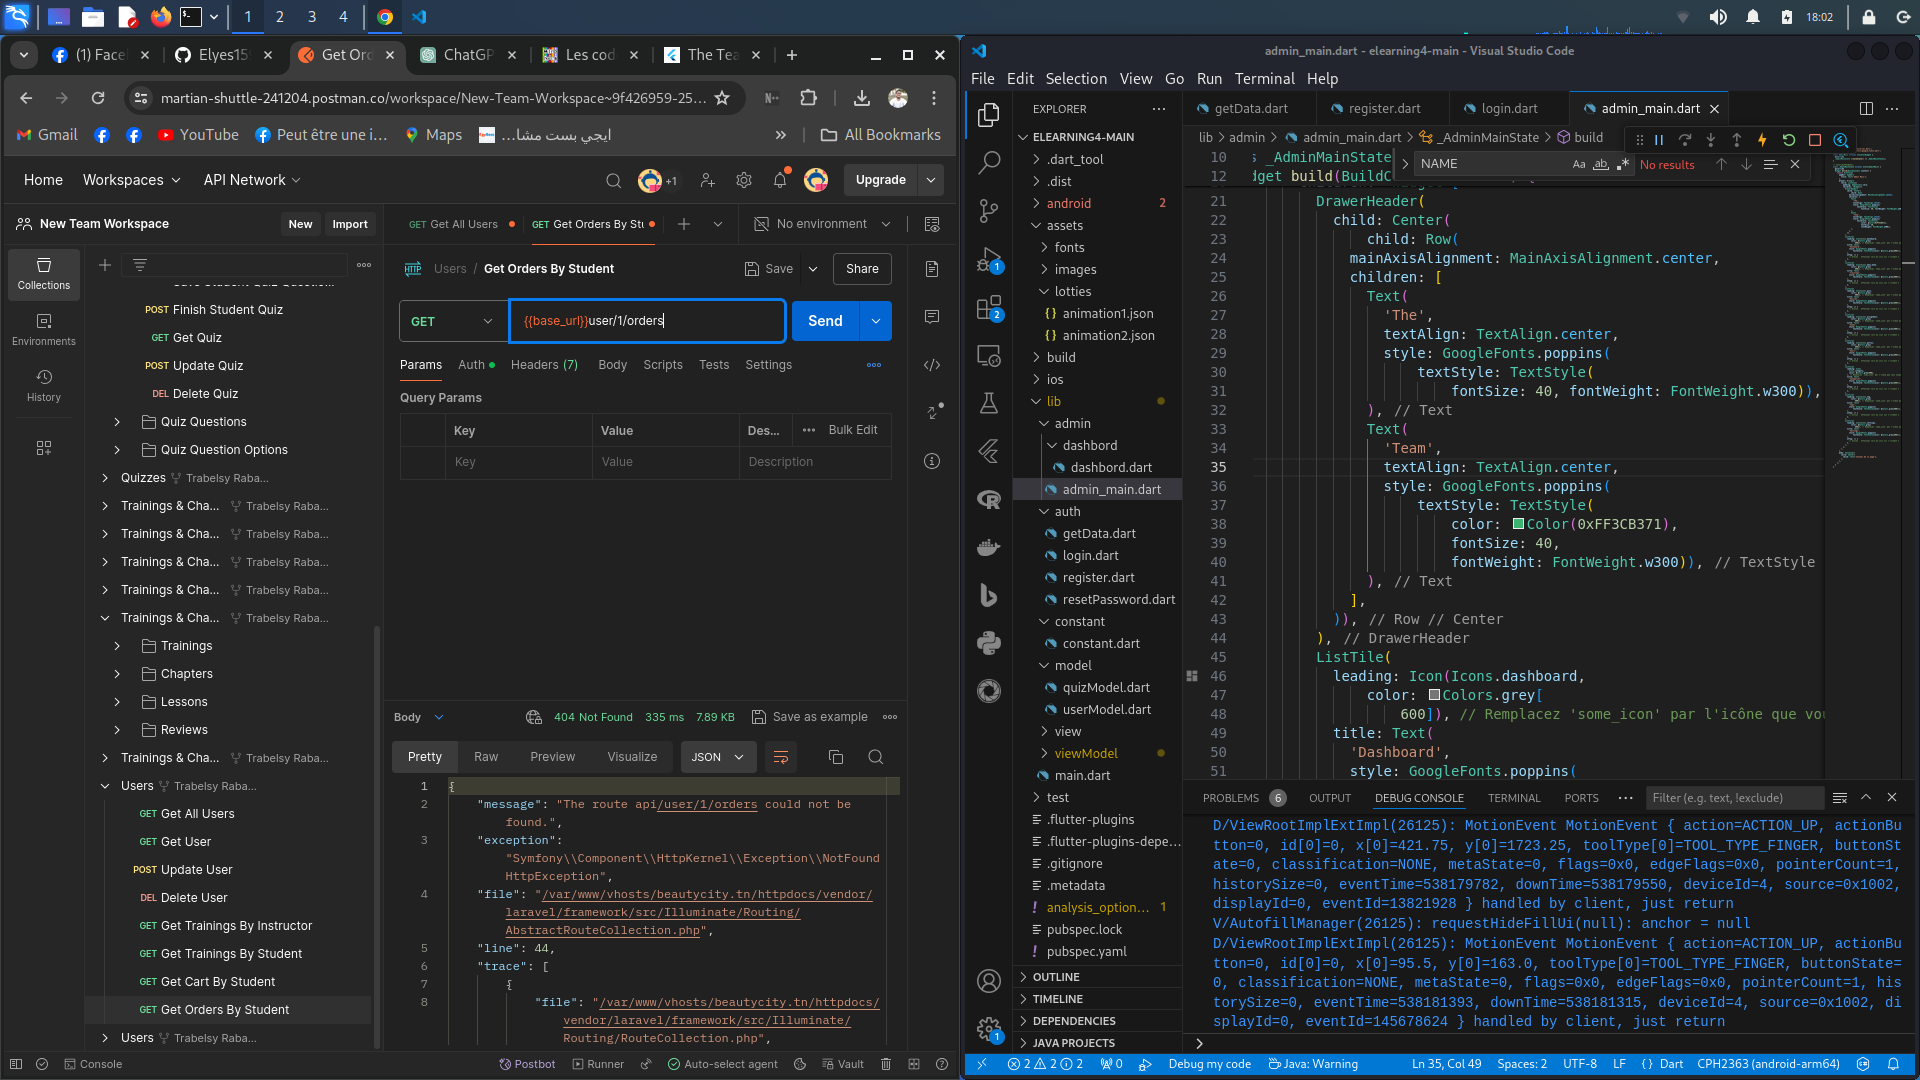 1
2
3
4
18:02
(1) Face
Elyes15
Get Ord
ChatGP
Les cod
The Tea
martian-shuttle-241204.postman.co/workspace/New-Team-Workspace~9f426959-25...
Gmail
YouTube
Peut être une i...
Maps
ايجي بست مشا...
All Bookmarks
Home
Workspaces
API Network
+1
Upgrade
New Team Workspace
New
Import
GET Get All Users
GET Get Orders By Stu
No environment
Collections
Environments
History
POST Finish Student Quiz
GET Get Quiz
POST Update Quiz
DEL Delete Quiz
Quiz Questions
Quiz Question Options
Quizzes Trabelsy Raba...
Trainings & Cha... Trabelsy Raba...
Trainings & Cha... Trabelsy Raba...
Trainings & Cha... Trabelsy Raba...
Trainings & Cha... Trabelsy Raba...
Trainings & Cha... Trabelsy Raba...
Trainings
Chapters
Lessons
Reviews
Trainings & Cha... Trabelsy Raba...
Users Trabelsy Raba...
GET Get All Users
GET Get User
POST Update User
DEL Delete User
GET Get Trainings By Instructor
GET Get Trainings By Student
GET Get Cart By Student
GET Get Orders By Student
Users Trabelsy Raba...
HTTP Users / Get Orders By Student
Save
Share
GET
{{base_url}}user/1/orders
Send
Params
Auth
Headers (7)
Body
Scripts
Tests
Settings
Query Params
Key
Value
Des...
Bulk Edit
Key
Value
Description
Body
404 Not Found
335 ms
7.89 KB
Save as example
Pretty
Raw
Preview
Visualize
JSON
1 {
2 "message": "The route api/user/1/orders could not be
found.",
3 "exception":
"Symfony\\Component\\HttpKernel\\Exception\\NotFound
HttpException",
4 "file": "/var/www/vhosts/beautycity.tn/httpdocs/vendor/
laravel/framework/src/Illuminate/Routing/
AbstractRouteCollection.php",
5 "line": 44,
6 "trace": [
7 {
8 "file": "/var/www/vhosts/beautycity.tn/httpdocs/
vendor/laravel/framework/src/Illuminate/
Routing/RouteCollection.php",
Console
Postbot
Runner
Auto-select agent
Vault
admin_main.dart - elearning4-main - Visual Studio Code
File
Edit
Selection
View
Go
Run
Terminal
Help
EXPLORER
ELEARNING4-MAIN
.dart_tool
.dist
android 2
assets
fonts
images
lotties
{} animation1.json
{} animation2.json
build
ios
lib
admin
dashbord
dashbord.dart
admin_main.dart
auth
getData.dart
login.dart
register.dart
resetPassword.dart
constant
constant.dart
model
quizModel.dart
userModel.dart
view
viewModel
main.dart
test
.flutter-plugins
.flutter-plugins-depe...
.gitignore
.metadata
! analysis_option... 1
pubspec.lock
! pubspec.yaml
OUTLINE
TIMELINE
DEPENDENCIES
JAVA PROJECTS
1
2
1
getData.dart
register.dart
login.dart
admin_main.dart
lib > admin > admin_main.dart > _AdminMainState > build
NAME
Aa
ab
No results
10 s _AdminMainState
12 dget build(BuildC
21 DrawerHeader(
22 child: Center(
23 child: Row(
24 mainAxisAlignment: MainAxisAlignment.center,
25 children: [
26 Text(
27 'The',
28 textAlign: TextAlign.center,
29 style: GoogleFonts.poppins(
30 textStyle: TextStyle(
31 fontSize: 40, fontWeight: FontWeight.w300)),
32 ), // Text
33 Text(
34 'Team',
35 textAlign: TextAlign.center,
36 style: GoogleFonts.poppins(
37 textStyle: TextStyle(
38 color: Color(0xFF3CB371),
39 fontSize: 40,
40 fontWeight: FontWeight.w300)), // TextStyle
41 ), // Text
42 ],
43 )), // Row // Center
44 ), // DrawerHeader
45 ListTile(
46 leading: Icon(Icons.dashboard,
47 color: Colors.grey[
48 600]), // Remplacez 'some_icon' par l'icône que vou
49 title: Text(
50 'Dashboard',
51 style: GoogleFonts.poppins(
PROBLEMS 6
OUTPUT
DEBUG CONSOLE
TERMINAL
PORTS
Filter (e.g. text, !exclude)
D/ViewRootImplExtImpl(26125): MotionEvent MotionEvent { action=ACTION_UP, actionBu
tton=0, id[0]=0, x[0]=421.75, y[0]=1723.25, toolType[0]=TOOL_TYPE_FINGER, buttonSt
ate=0, classification=NONE, metaState=0, flags=0x0, edgeFlags=0x0, pointerCount=1,
historySize=0, eventTime=538179782, downTime=538179550, deviceId=4, source=0x1002,
displayId=0, eventId=13821928 } handled by client, just return
V/AutofillManager(26125): requestHideFillUi(null): anchor = null
D/ViewRootImplExtImpl(26125): MotionEvent MotionEvent { action=ACTION_UP, actionBu
tton=0, id[0]=0, x[0]=95.5, y[0]=163.0, toolType[0]=TOOL_TYPE_FINGER, buttonState=
0, classification=NONE, metaState=0, flags=0x0, edgeFlags=0x0, pointerCount=1, his
torySize=0, eventTime=538181393, downTime=538181315, deviceId=4, source=0x1002, di
splayId=0, eventId=145678624 } handled by client, just return
2
2
2
0
Debug my code
Java: Warning
Ln 35, Col 49
Spaces: 2
UTF-8
LF
{} Dart
CPH2363 (android-arm64)